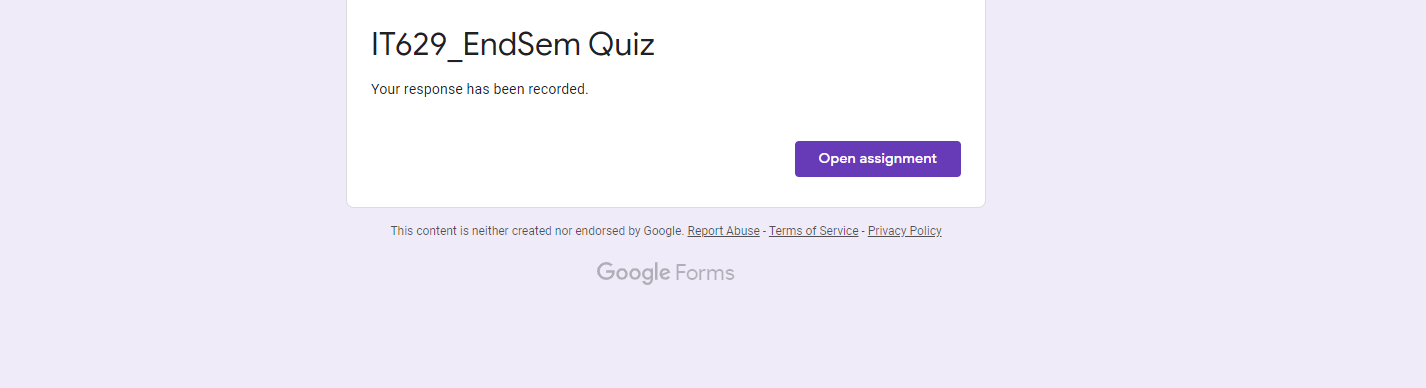 IT629_EndSem Quiz
Your response has been recorded.
Open assignment
This content is neither created nor endorsed by Google. Report Abuse - Terms of Service - Privacy Policy
Google Forms